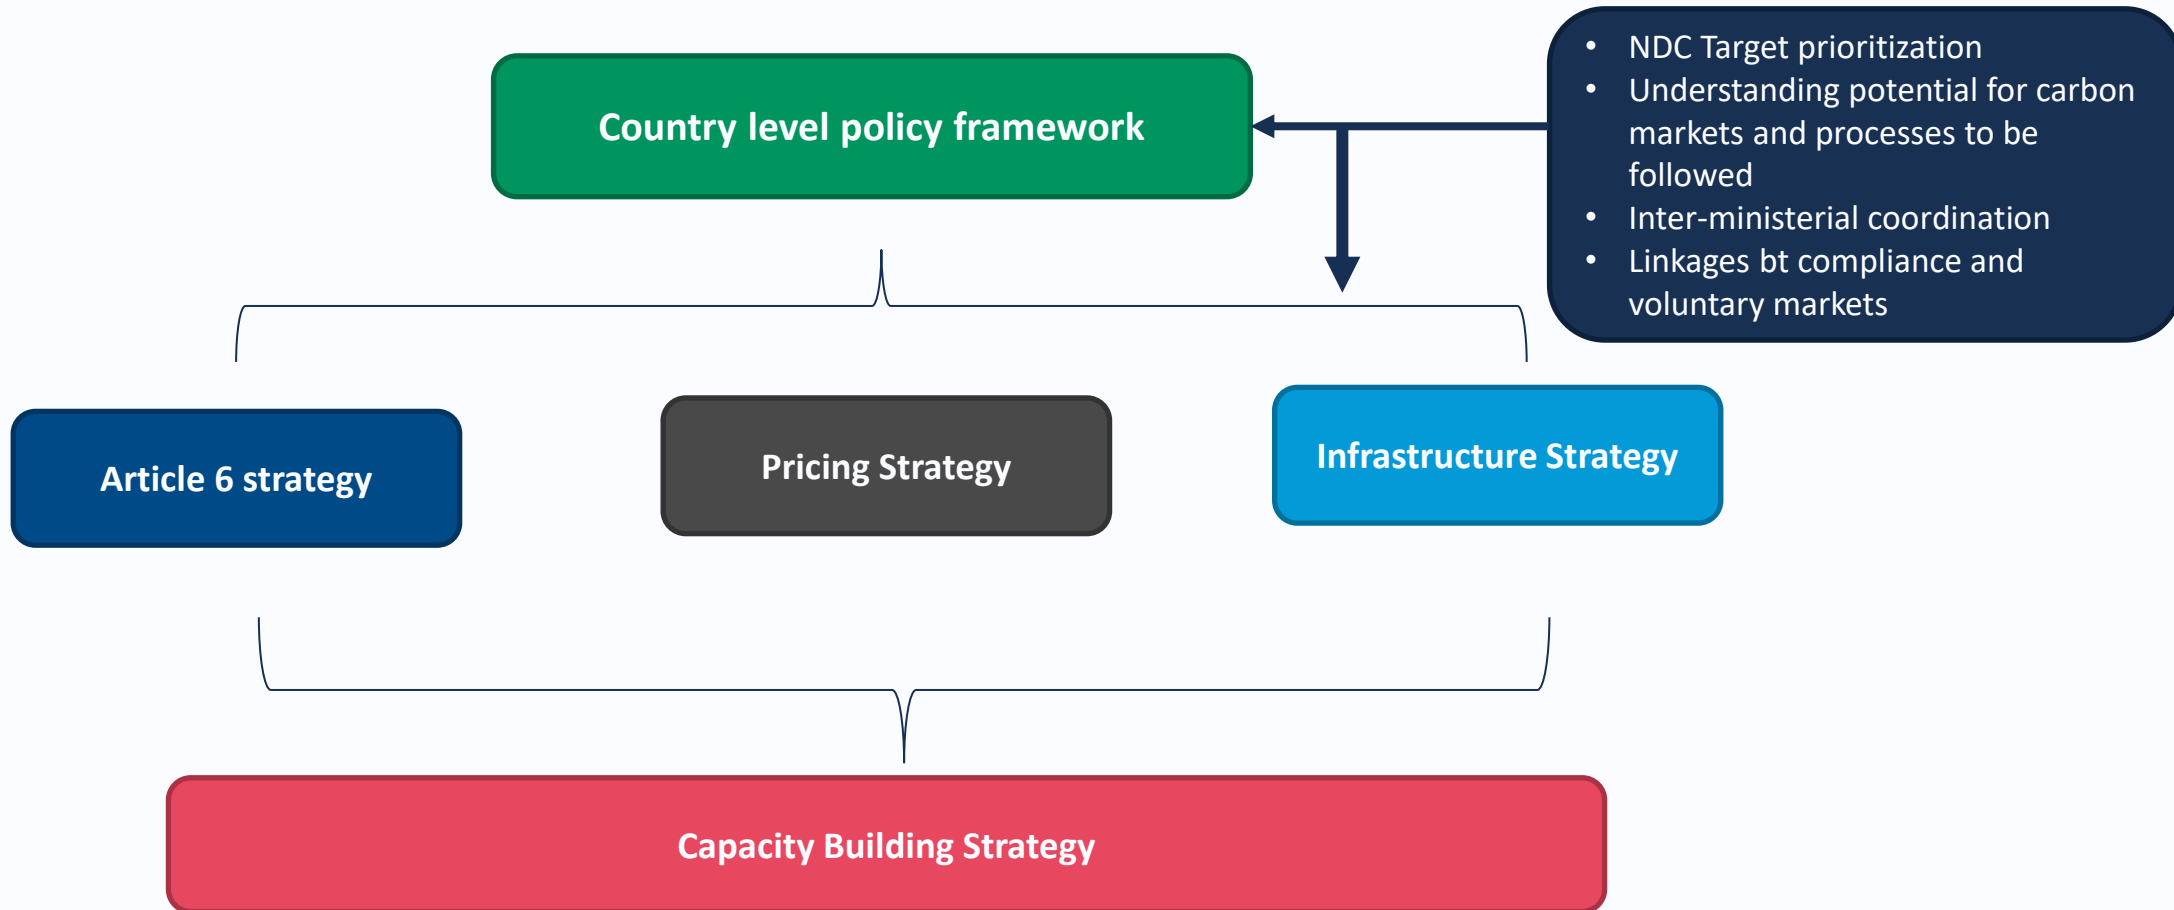 Country level policy framework
• NDC Target prioritization
• Understanding potential for carbon
markets and processes to be
followed
• Inter-ministerial coordination
• Linkages bt compliance and
voluntary markets
Article 6 strategy
Pricing Strategy
Infrastructure Strategy
Capacity Building Strategy